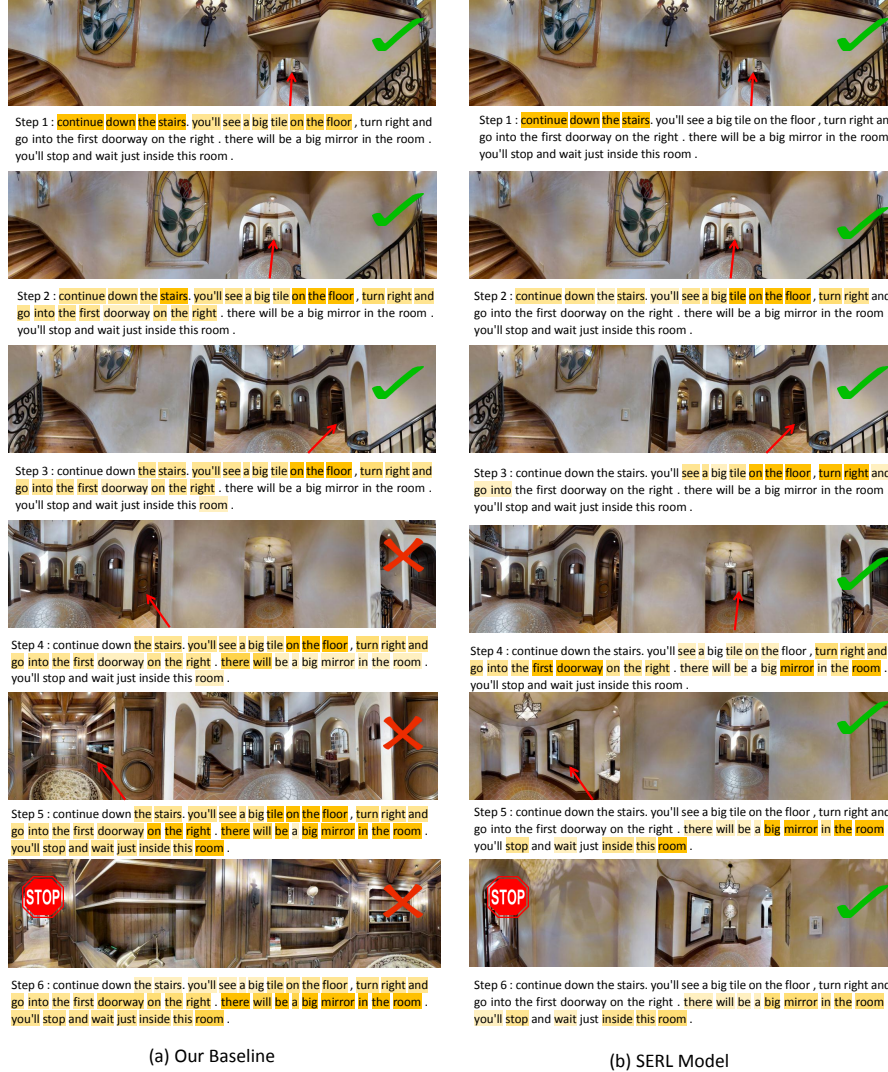 Step 1 : continue down the stairs. you'll see a big tile on the floor , turn right and
go into the first doorway on the right . there will be a big mirror in the room .
you'll stop and wait just inside this room .
Step 2 : continue down the stairs. you'll see a big tile on the floor , turn right and
go into the first doorway on the right . there will be a big mirror in the room .
you'll stop and wait just inside this room .
Step 3 : continue down the stairs. you'll see a big tile on the floor , turn right and
go into the first doorway on the right . there will be a big mirror in the room .
you'll stop and wait just inside this room .
Step 4 : continue down the stairs. you'll see a big tile on the floor , turn right and
go into the first doorway on the right . there will be a big mirror in the room .
you'll stop and wait just inside this room .
Step 5 : continue down the stairs. you'll see a big tile on the floor , turn right and
go into the first doorway on the right . there will be a big mirror in the room .
you'll stop and wait just inside this room .
STOP
Step 6 : continue down the stairs. you'll see a big tile on the floor , turn right and
go into the first doorway on the right . there will be a big mirror in the room .
you'll stop and wait just inside this room .
(a) Our Baseline
Step 1 : continue down the stairs. you'll see a big tile on the floor , turn right an
go into the first doorway on the right . there will be a big mirror in the room
you'll stop and wait just inside this room .
Step 2 : continue down the stairs. you'll see a big tile on the floor , turn right and
go into the first doorway on the right . there will be a big mirror in the room
you'll stop and wait just inside this room .
Step 3 : continue down the stairs. you'll see a big tile on the floor , turn right and
go into the first doorway on the right . there will be a big mirror in the room
you'll stop and wait just inside this room .
Step 4 : continue down the stairs. you'll see a big tile on the floor , turn right and
go into the first doorway on the right . there will be a big mirror in the room .
you'll stop and wait just inside this room .
Step 5 : continue down the stairs. you'll see a big tile on the floor , turn right and
go into the first doorway on the right . there will be a big mirror in the room
you'll stop and wait just inside this room .
STOP
Step 6 : continue down the stairs. you'll see a big tile on the floor , turn right and
go into the first doorway on the right . there will be a big mirror in the room
you'll stop and wait just inside this room .
(b) SERL Model